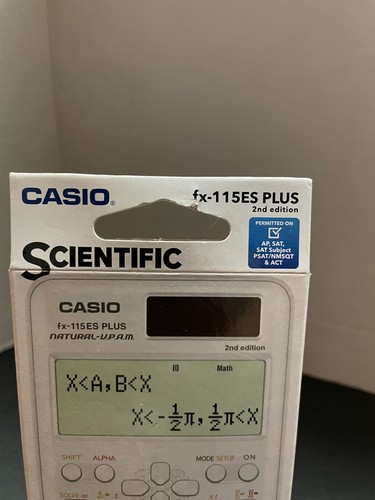 CASIO®
fx-115ES PLUS
2nd edition
PERMITTED ON
AP, SAT,
SAT Subject
PSAT/NMSQT
& ACT
SCIENTIFIC
CASIO
fx-115ES PLUS
NATURAL-V.P.A.M.
2nd edition
Math
X<A,B<X
X<-1/2π,1/2π<X
SHIFT
ALPHA
MODE SETUP
ON
SOLVE =